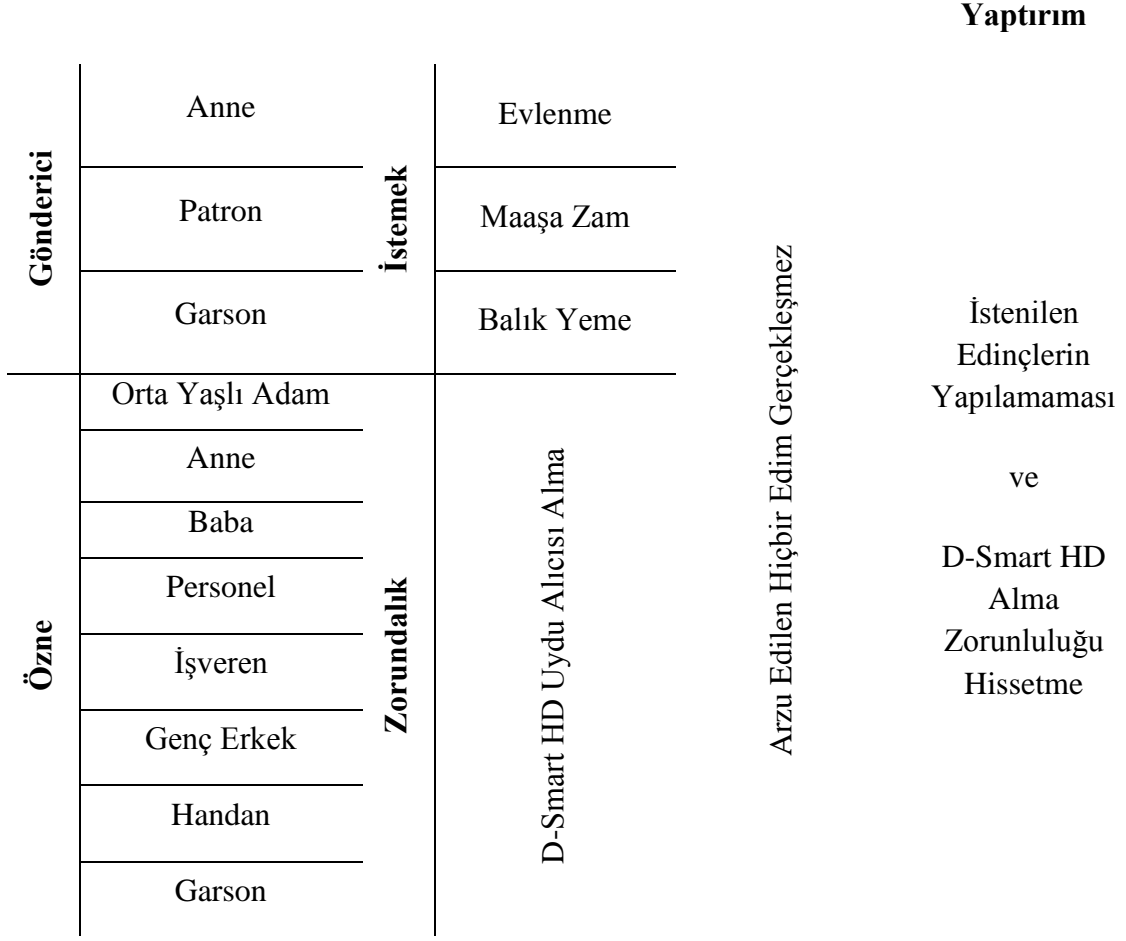 Yaptırım
Gönderici
Anne
Patron
Garson
İstemek
Evlenme
Maaşa Zam
Balık Yeme
Özne
Orta Yaşlı Adam
Anne
Baba
Personel
İşveren
Genç Erkek
Handan
Garson
Zorundalık
D-Smart HD Uydu Alıcısı Alma
Arzu Edilen Hiçbir Edim Gerçekleşmez
İstenilen
Edinçlerin
Yapılamaması
ve
D-Smart HD
Alma
Zorunluluğu
Hissetme